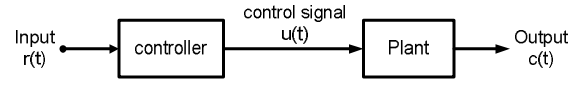 Input
r(t)
controller
control signal
u(t)
Plant
Output
c(t)